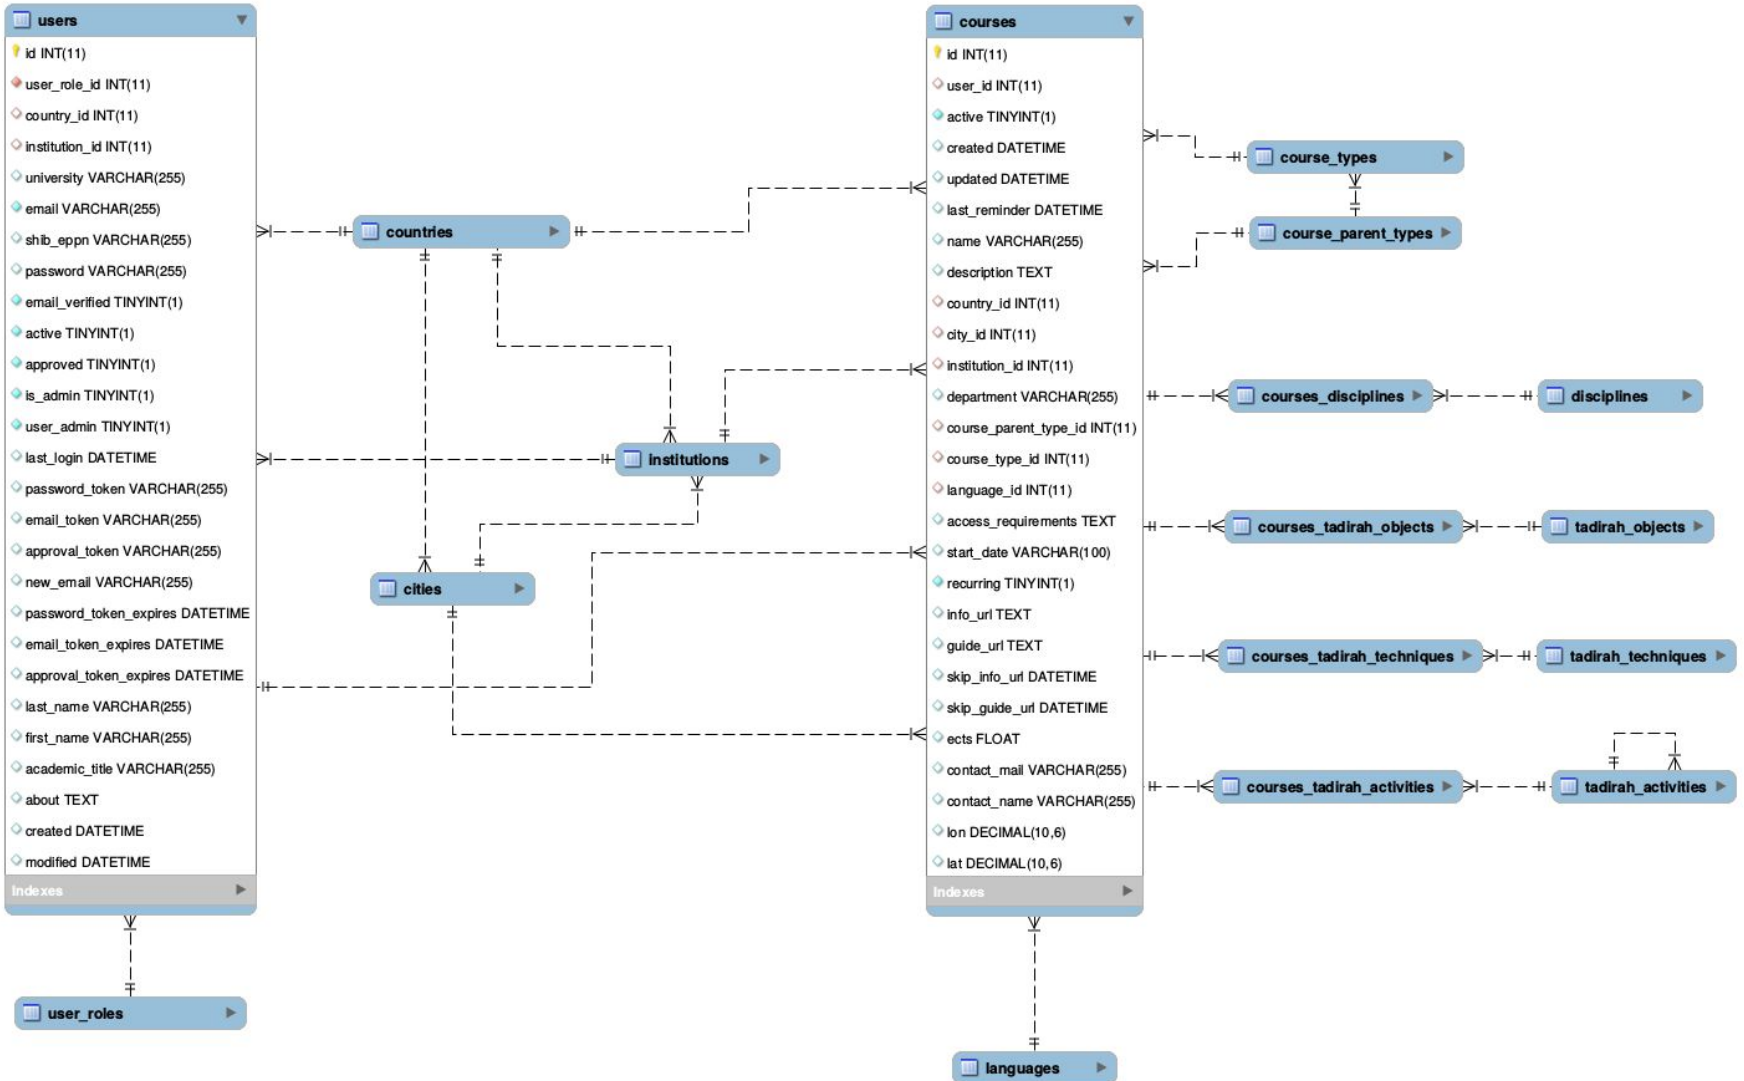 users
id INT(11)
user_role_id INT(11)
country_id INT(11)
institution_id INT(11)
university VARCHAR(255)
email VARCHAR(255)
shib_eppn VARCHAR(255)
password VARCHAR(255)
email_verified TINYINT(1)
active TINYINT(1)
approved TINYINT(1)
is_admin TINYINT(1)
user_admin TINYINT(1)
last_login DATETIME
password_token VARCHAR(255)
email_token VARCHAR(255)
approval_token VARCHAR(255)
new_email VARCHAR(255)
password_token_expires DATETIME
email_token_expires DATETIME
approval_token_expires DATETIME
last_name VARCHAR(255)
first_name VARCHAR(255)
academic_title VARCHAR(255)
about TEXT
created DATETIME
modified DATETIME
Indexes
user_roles
countries
institutions
cities
courses
id INT(11)
user_id INT(11)
active TINYINT(1)
created DATETIME
updated DATETIME
last_reminder DATETIME
name VARCHAR(255)
description TEXT
country_id INT(11)
city_id INT(11)
institution_id INT(11)
department VARCHAR(255)
course_parent_type_id INT(11)
course_type_id INT(11)
language_id INT(11)
access_requirements TEXT
start_date VARCHAR(100)
recurring TINYINT(1)
info_url TEXT
guide_url TEXT
skip_info_url DATETIME
skip_guide_url DATETIME
ects FLOAT
contact_mail VARCHAR(255)
contact_name VARCHAR(255)
lon DECIMAL(10,6)
lat DECIMAL(10,6)
Indexes
languages
course_types
course_parent_types
courses_disciplines
disciplines
courses_tadirah_objects
tadirah_objects
courses_tadirah_techniques
tadirah_techniques
courses_tadirah_activities
tadirah_activities